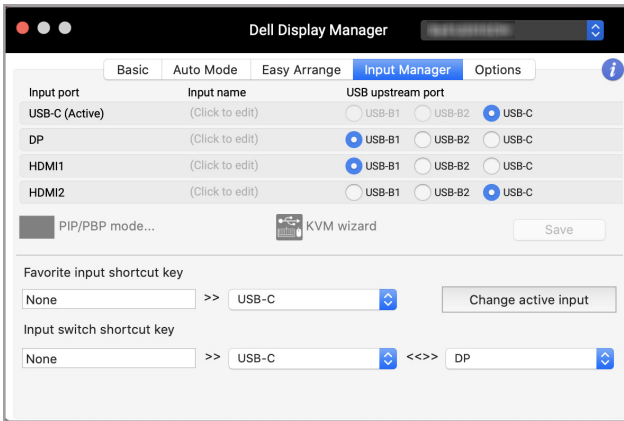 Dell Display Manager
Basic Auto Mode Easy Arrange Input Manager Options i
Input port Input name USB upstream port
USB-C (Active) (Click to edit) USB-B1 USB-B2 USB-C
DP (Click to edit) USB-B1 USB-B2 USB-C
HDMI1 (Click to edit) USB-B1 USB-B2 USB-C
HDMI2 (Click to edit) USB-B1 USB-B2 USB-C
PIP/PBP mode... KVM wizard Save
Favorite input shortcut key
None >> USB-C Change active input
Input switch shortcut key
None >> USB-C <<>> DP